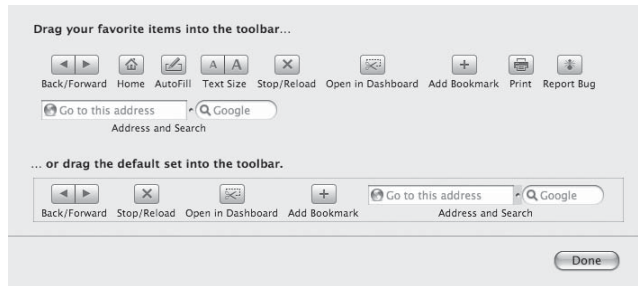 Drag your favorite items into the toolbar...
A A
Back/Forward Home AutoFill Text Size Stop/Reload Open in Dashboard Add Bookmark Print Report Bug
Go to this address Google
Address and Search
... or drag the default set into the toolbar.
Go to this address Google
Back/Forward Stop/Reload Open in Dashboard Add Bookmark Address and Search
Done